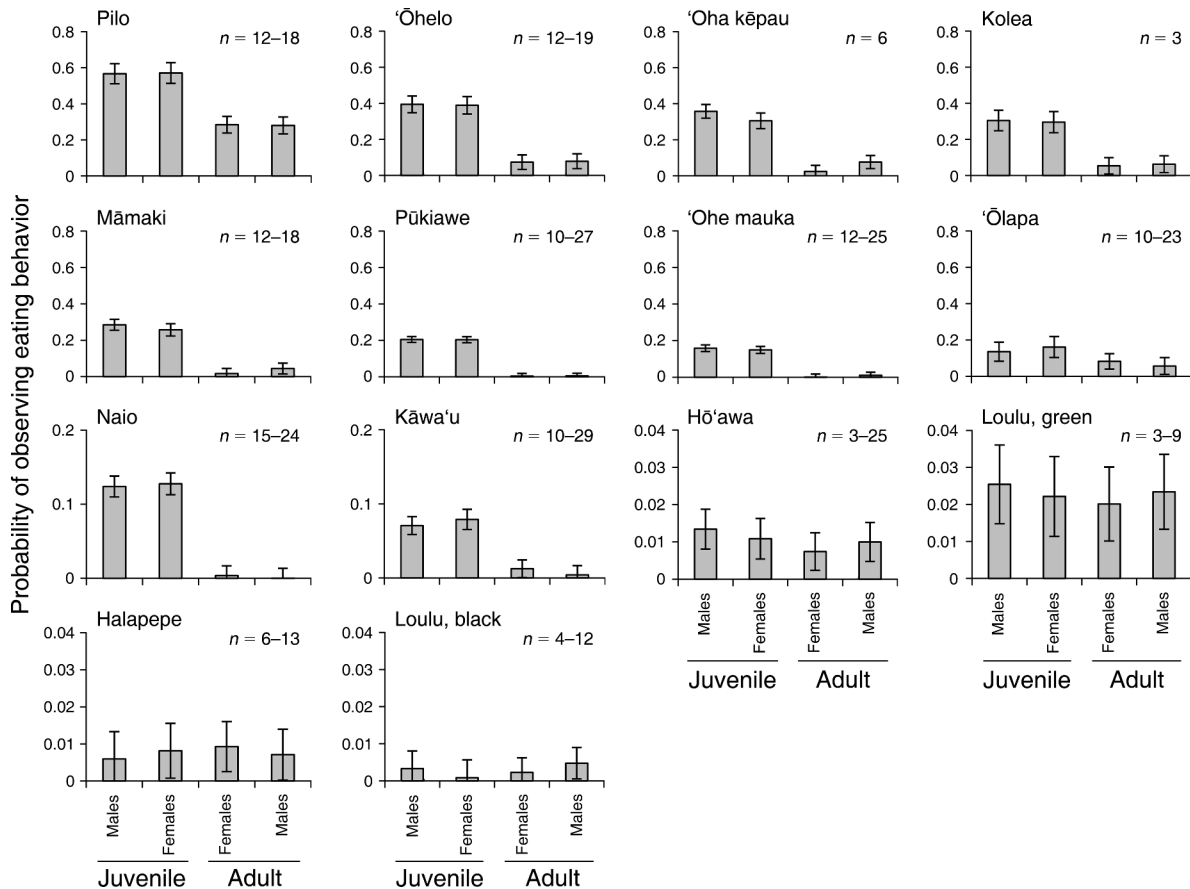 Probability of observing eating behavior
Pilo
n = 12–18
0.8
0.6
0.4
0.2
0
ʻŌhelo
n = 12–19
0.8
0.6
0.4
0.2
0
ʻOha kēpau
n = 6
0.8
0.6
0.4
0.2
0
Kolea
n = 3
0.8
0.6
0.4
0.2
0
Māmaki
n = 12–18
0.8
0.6
0.4
0.2
0
Pūkiawe
n = 10–27
0.8
0.6
0.4
0.2
0
ʻOhe mauka
n = 12–25
0.8
0.6
0.4
0.2
0
ʻŌlapa
n = 10–23
0.8
0.6
0.4
0.2
0
Naio
n = 15–24
0.2
0.1
0
Kāwaʻu
n = 10–29
0.2
0.1
0
Hōʻawa
n = 3–25
0.04
0.03
0.02
0.01
0
Males
Females
Females
Males
Juvenile
Adult
Loulu, green
n = 3–9
0.04
0.03
0.02
0.01
0
Males
Females
Females
Males
Juvenile
Adult
Halapepe
n = 6–13
0.04
0.03
0.02
0.01
0
Males
Females
Females
Males
Juvenile
Adult
Loulu, black
n = 4–12
0.04
0.03
0.02
0.01
0
Males
Females
Females
Males
Juvenile
Adult